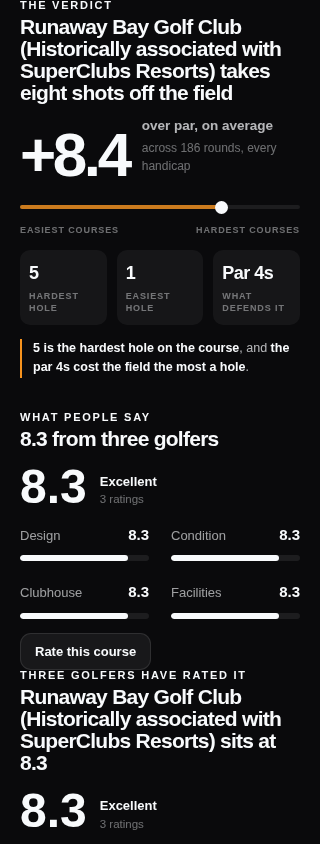 THE VERDICT
Runaway Bay Golf Club
(Historically associated with
SuperClubs Resorts) takes
eight shots off the field
+8.4
over par, on average
across 186 rounds, every
handicap
EASIEST COURSES
HARDEST COURSES
5
HARDEST
HOLE
1
EASIEST
HOLE
Par 4s
WHAT
DEFENDS IT
5 is the hardest hole on the course, and the
par 4s cost the field the most a hole.
WHAT PEOPLE SAY
8.3 from three golfers
8.3
Excellent
3 ratings
Design 8.3
Condition 8.3
Clubhouse 8.3
Facilities 8.3
Rate this course
THREE GOLFERS HAVE RATED IT
Runaway Bay Golf Club
(Historically associated with
SuperClubs Resorts) sits at
8.3
8.3
Excellent
3 ratings